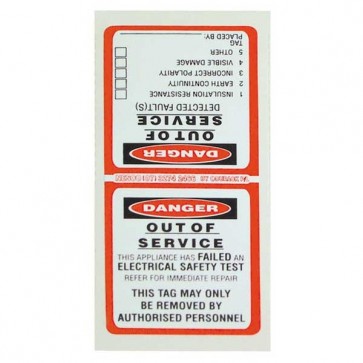 DANGER
OUT OF
SERVICE
DETECTED FAULT(S)
1 INSULATION RESISTANCE
2 EARTH CONTINUITY
3 INCORRECT POLARITY
4 VISIBLE DAMAGE
5 OTHER
TAG
PLACED BY:
DANGER
OUT OF
SERVICE
THIS APPLIANCE HAS FAILED AN
ELECTRICAL SAFETY TEST
REFER FOR IMMEDIATE REPAIR
THIS TAG MAY ONLY
BE REMOVED BY
AUTHORISED PERSONNEL